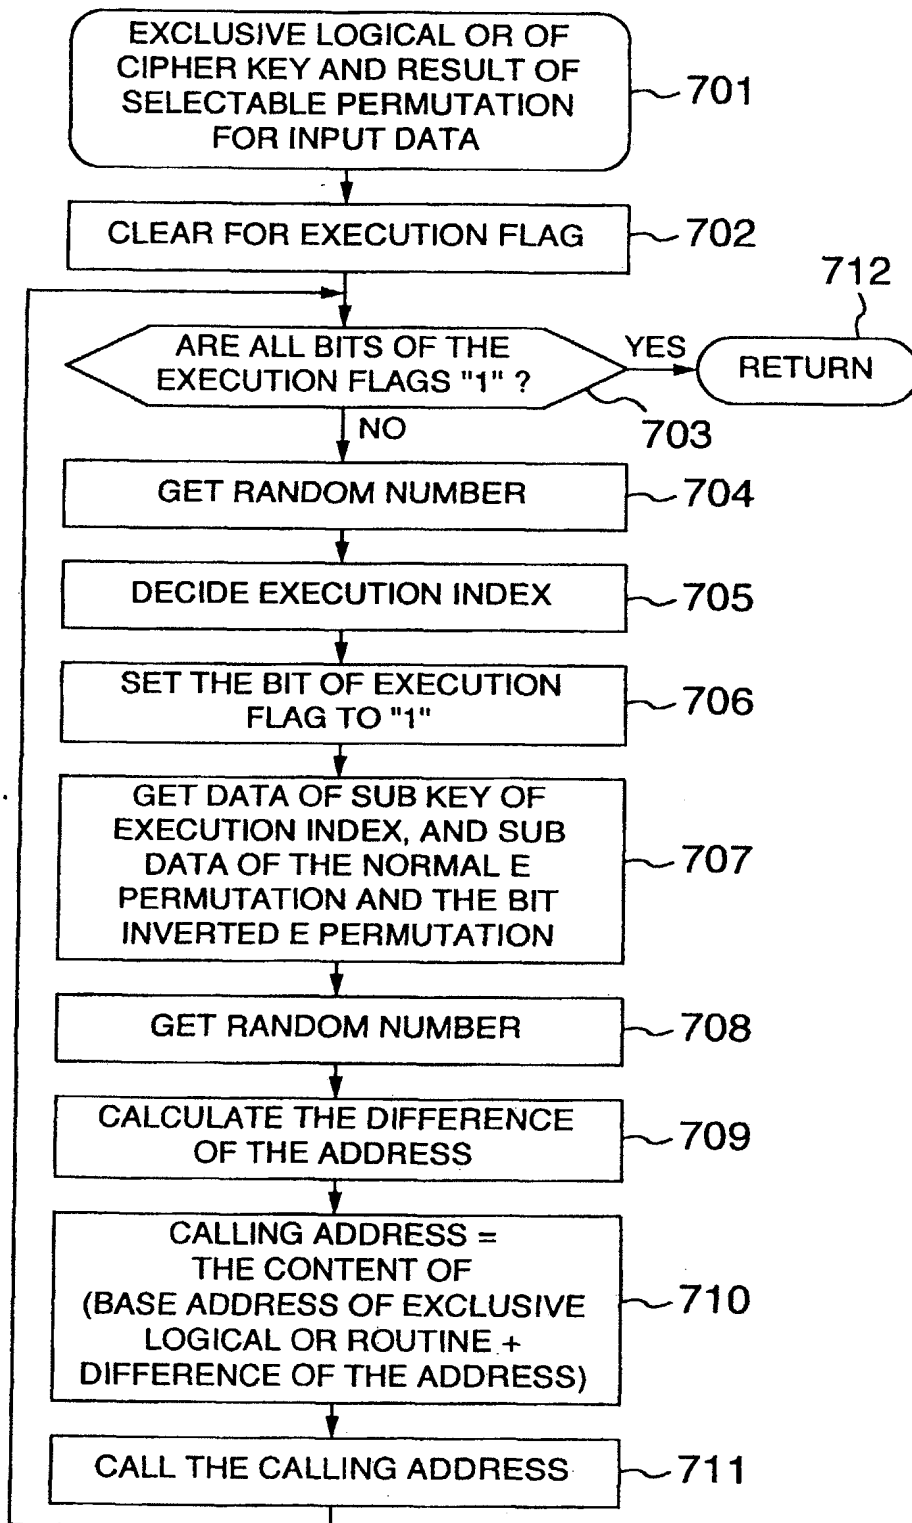 EXCLUSIVE LOGICAL OR OF
CIPHER KEY AND RESULT OF
SELECTABLE PERMUTATION
FOR INPUT DATA
701
CLEAR FOR EXECUTION FLAG
702
712
ARE ALL BITS OF THE
EXECUTION FLAGS "1" ?
YES
RETURN
703
NO
GET RANDOM NUMBER
704
DECIDE EXECUTION INDEX
705
SET THE BIT OF EXECUTION
FLAG TO "1"
706
GET DATA OF SUB KEY OF
EXECUTION INDEX, AND SUB
DATA OF THE NORMAL E
PERMUTATION AND THE BIT
INVERTED E PERMUTATION
707
GET RANDOM NUMBER
708
CALCULATE THE DIFFERENCE
OF THE ADDRESS
709
CALLING ADDRESS =
THE CONTENT OF
(BASE ADDRESS OF EXCLUSIVE
LOGICAL OR ROUTINE +
DIFFERENCE OF THE ADDRESS)
710
CALL THE CALLING ADDRESS
711